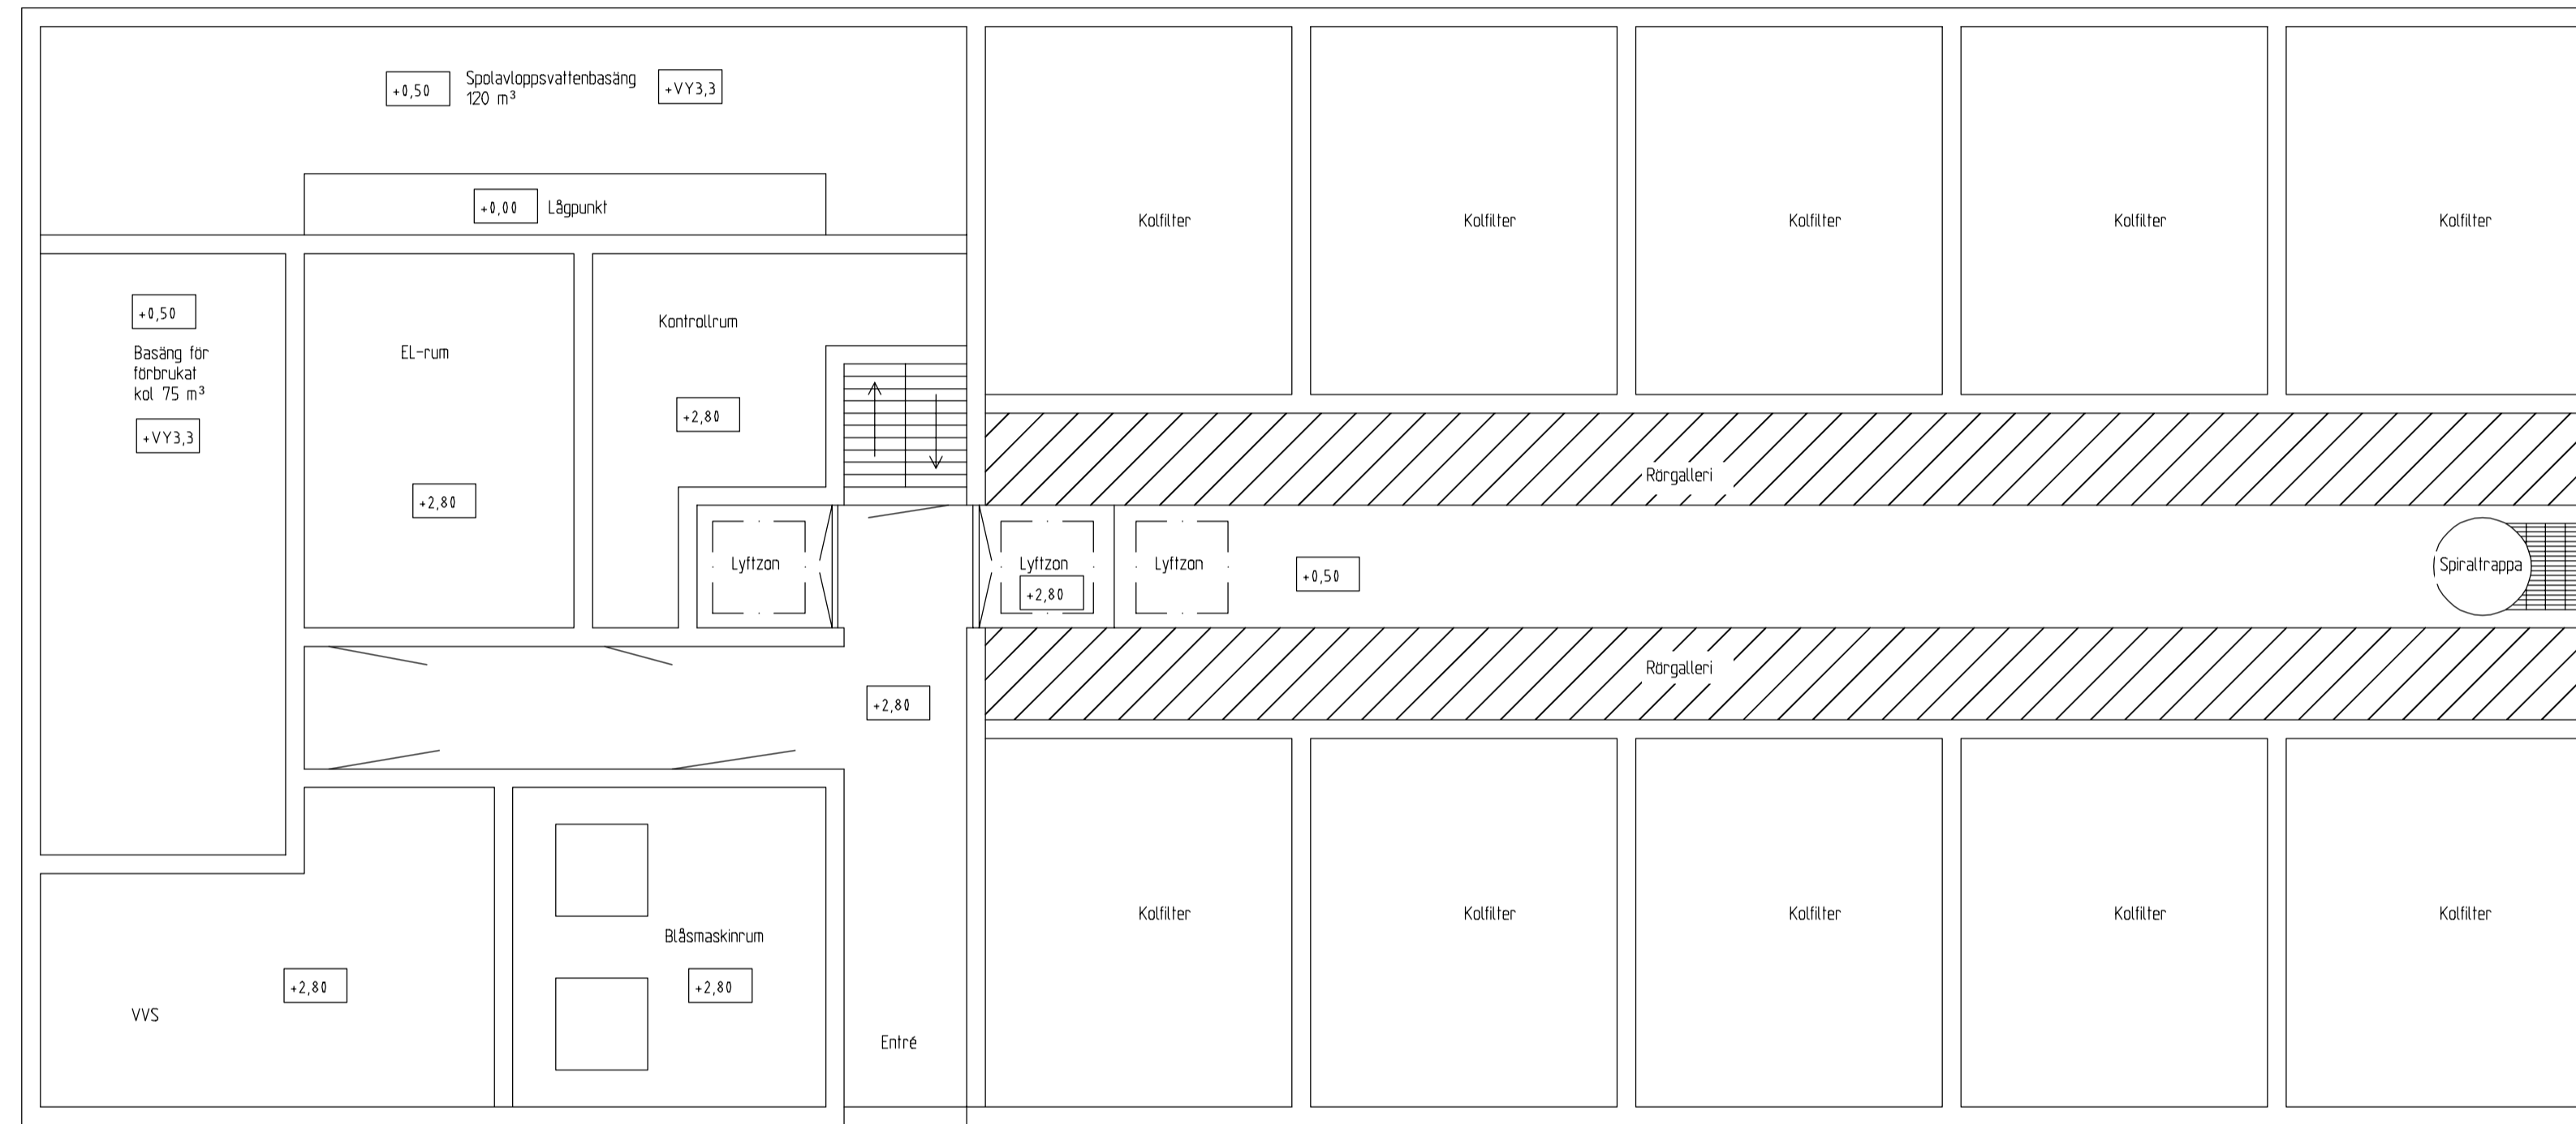 +0,50
Spolavloppsvattenbasäng
120 m³
+VY3,3
+0,00
Lågpunkt
Kolfilter
Kolfilter
Kolfilter
Kolfilter
Kolfilter
+0,50
Basäng för
förbrukat
kol 75 m³
+VY3,3
EL-rum
+2,80
Kontrollrum
+2,80
Rörgalleri
Lyftzon
Lyftzon
+2,80
Lyftzon
+0,50
Spiraltrappa
Rörgalleri
+2,80
Kolfilter
Kolfilter
Kolfilter
Kolfilter
Kolfilter
Blåsmaskinrum
+2,80
+2,80
VVS
Entré